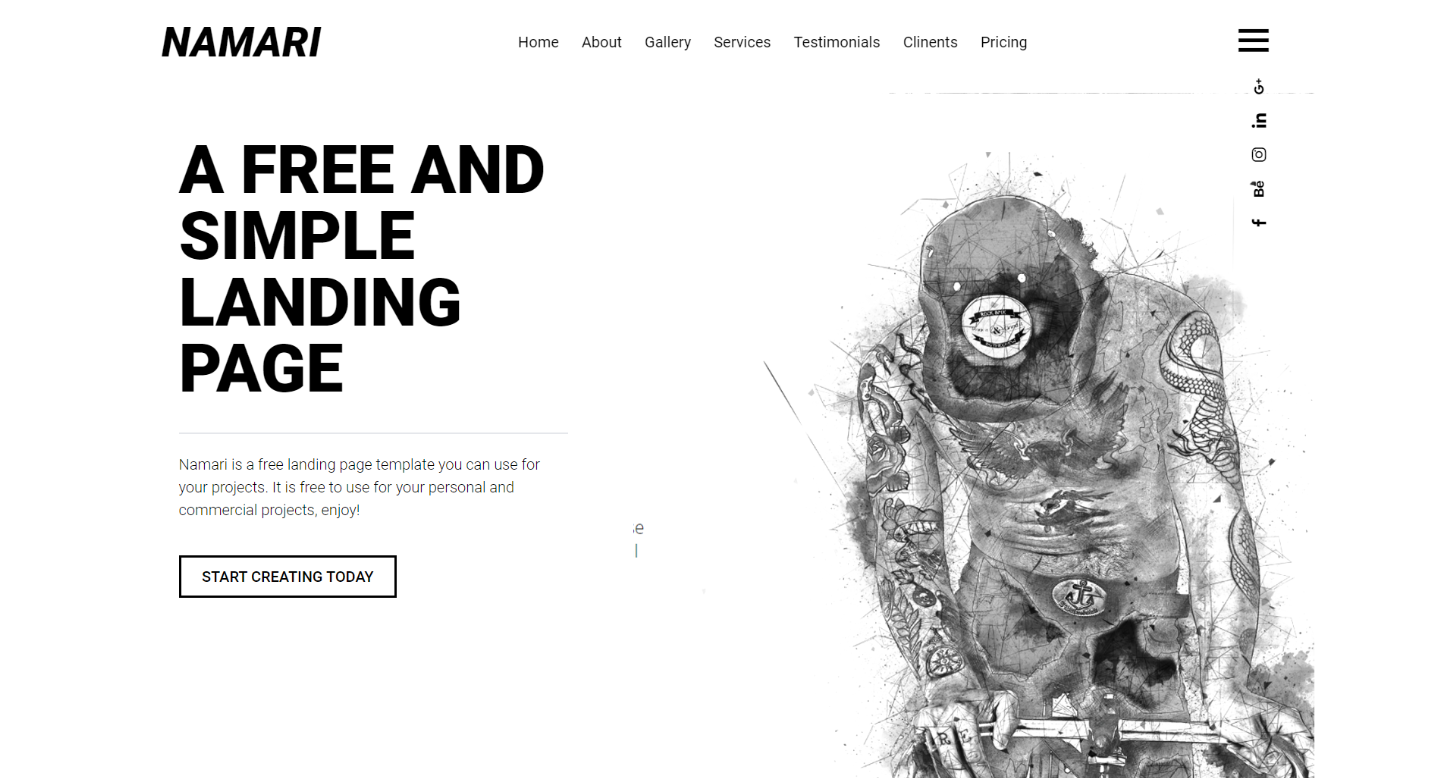 NAMARI
Home About Gallery Services Testimonials Clinents Pricing
G+
in
Bē
f
A FREE AND
SIMPLE
LANDING
PAGE
Namari is a free landing page template you can use for
your projects. It is free to use for your personal and
commercial projects, enjoy!
START CREATING TODAY
R E